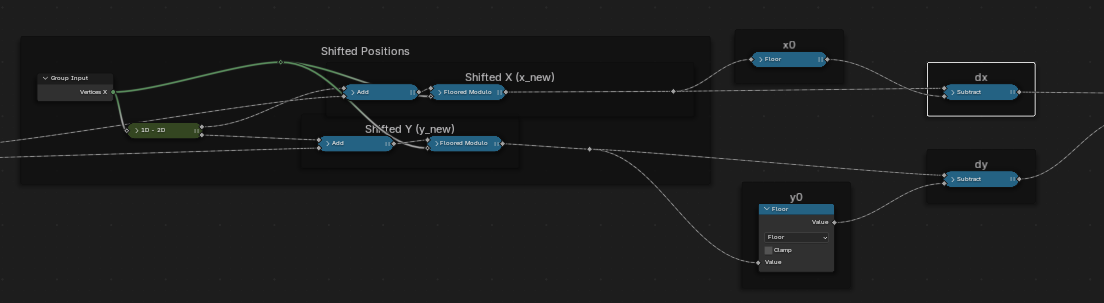 x0
Floor
Shifted Positions
Group Input
Vertices X
Shifted X (x_new)
Add
Floored Modulo
dx
Subtract
1D - 2D
Shifted Y (y_new)
Add
Floored Modulo
dy
Subtract
y0
Floor
Value
Floor
Clamp
Value